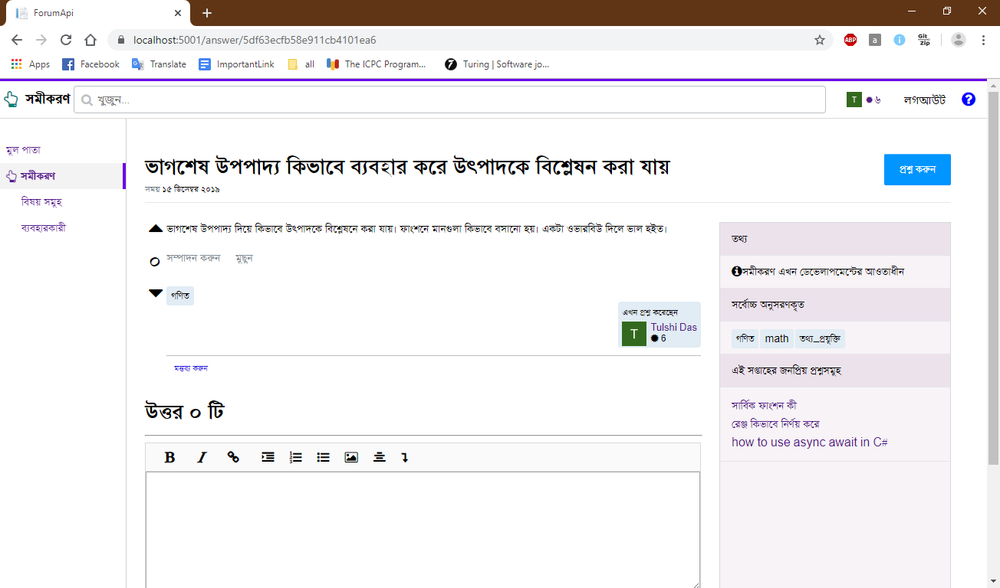 ForumApi
localhost:5001/answer/5df63ecfb58e911cb4101ea6
ABP
a
Git
zip
Apps
Facebook
Translate
ImportantLink
all
The ICPC Program...
Turing | Software jo...
সমীকরণ
খুজুন...
T
৬
লগআউট
মুল পাতা
সমীকরণ
বিষয় সমুহ
ব্যবহারকারী
ভাগশেষ উপপাদ্য কিভাবে ব্যবহার করে উৎপাদকে বিশ্লেষন করা যায়
প্রশ্ন করুন
সময় ১৫ ডিসেম্বর ২০১৯
ভাগশেষ উপপাদ্য দিয়ে কিভাবে উৎপাদকে বিশ্লেষনে করা যায়। ফাংশনে মানগুলা কিভাবে বসানো হয়। একটা ওভারবিউ দিলে ভাল হইত।
০
সম্পাদন করুন মুছুন
গণিত
এখন প্রশ্ন করেছেন
T
Tulshi Das
6
মন্তব্য করুন
উত্তর ০ টি
B I
তথ্য
সমীকরণ এখন ডেভেলাপমেন্টের আওতাধীন
সর্বোচ্চ অনুসরণকৃত
গণিত math তথ্য_প্রযুক্তি
এই সপ্তাহের জনপ্রিয় প্রশ্নসমুহ
সার্বিক ফাংশন কী
রেঞ্জ কিভাবে নির্ণয় করে
how to use async await in C#